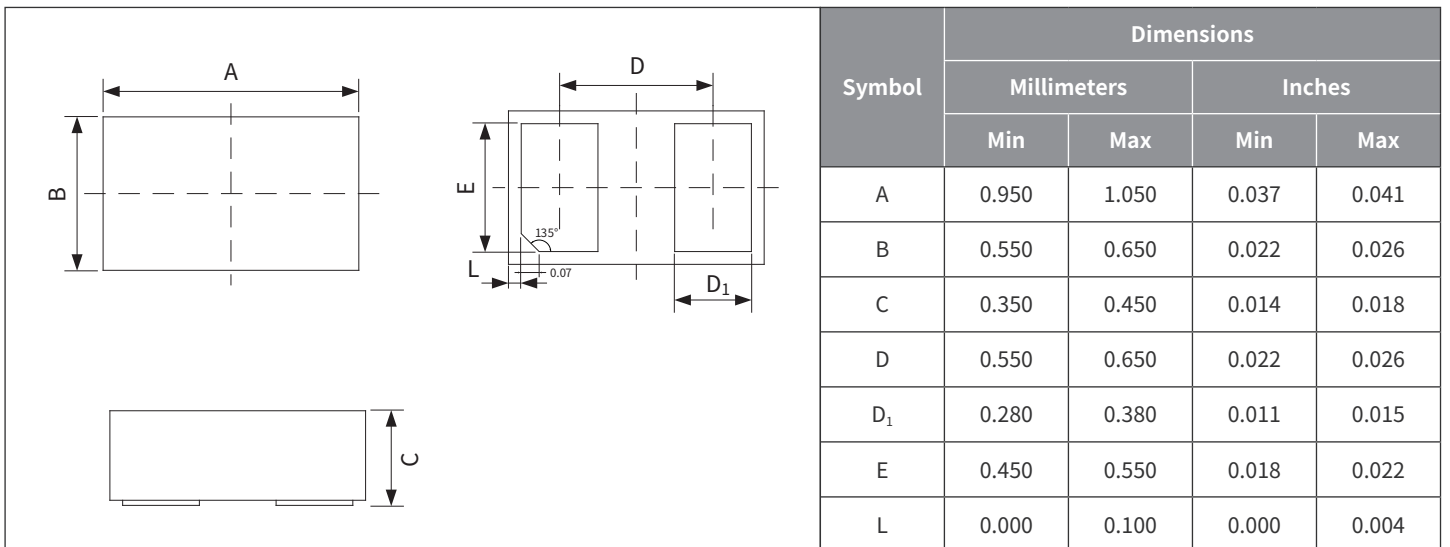 A
B
D
E
135°
L
0.07
D₁
C
Symbol Dimensions
Millimeters Inches
Min Max Min Max
A 0.950 1.050 0.037 0.041
B 0.550 0.650 0.022 0.026
C 0.350 0.450 0.014 0.018
D 0.550 0.650 0.022 0.026
D₁ 0.280 0.380 0.011 0.015
E 0.450 0.550 0.018 0.022
L 0.000 0.100 0.000 0.004